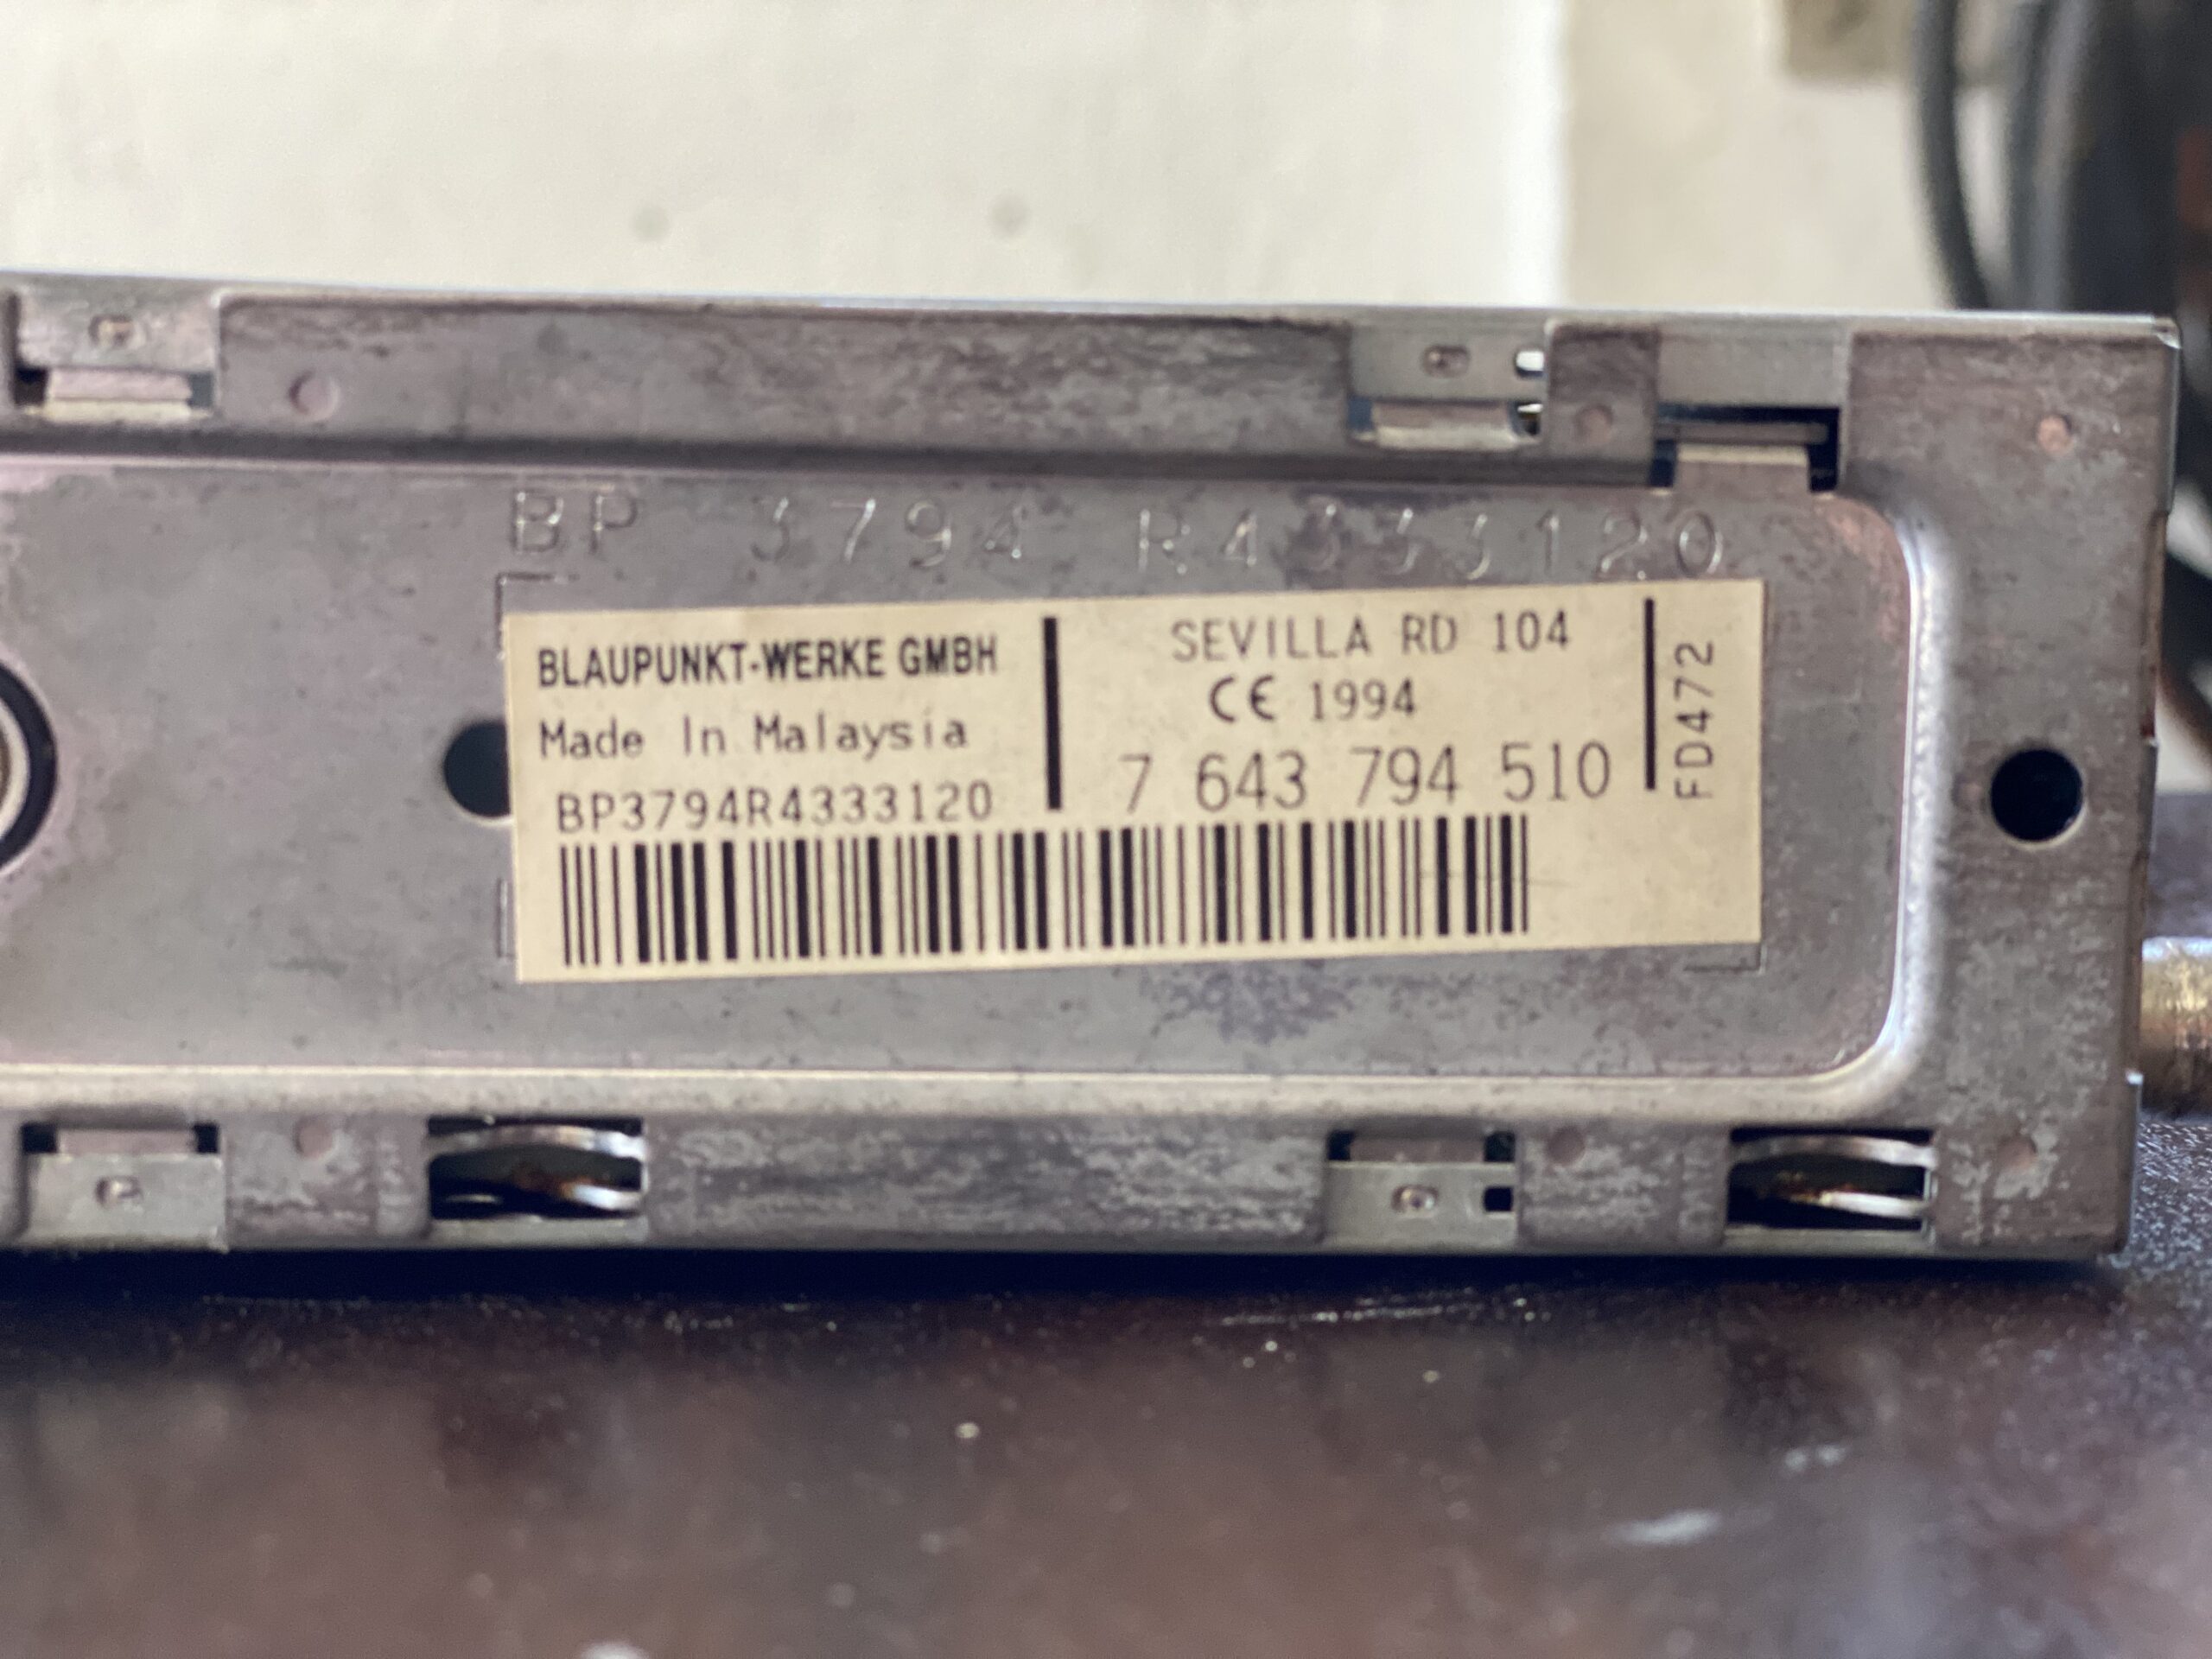 BP 3794 R4333120
BLAUPUNKT-WERKE GMBH
Made In Malaysia
BP3794R4333120
SEVILLA RD 104
CE 1994
7 643 794 510
FD472